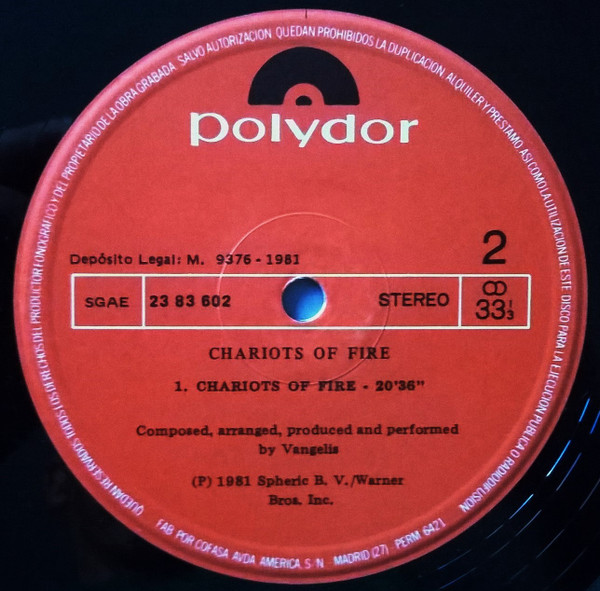 QUEDAN RESERVADOS TODOS LOS DERECHOS DEL PRODUCTOR FONOGRAFICO Y DEL PROPIETARIO DE LA OBRA GRABADA. SALVO AUTORIZACION QUEDAN PROHIBIDOS LA DUPLICACION, ALQUILER Y PRESTAMO, ASI COMO LA UTILIZACION DE ESTE DISCO PARA LA EJECUCION PUBLICA O RADIODIFUSION
polydor
Depósito Legal: M. 9376 - 1981
2
SGAE 23 83 602 STEREO 33 1/3
CHARIOTS OF FIRE
1. CHARIOTS OF FIRE - 20'36"
Composed, arranged, produced and performed
by Vangelis
(P) 1981 Spheric B. V./Warner
Bros. Inc.
FAB. POR COFASA AVDA. AMERICA, S/N - MADRID (27) PERM 6421